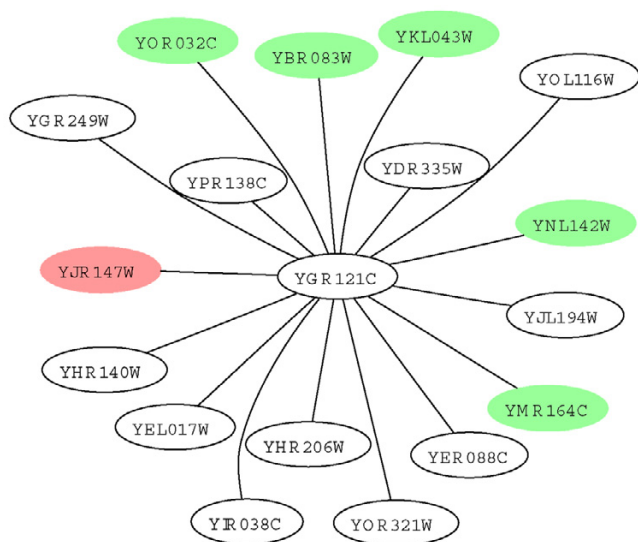 YOR032C
YBR083W
YKL043W
YOL116W
YGR249W
YPR138C
YDR335W
YNL142W
YJR147W
YGR121C
YJL194W
YHR140W
YMR164C
YEL017W
YHR206W
YER088C
YIR038C
YOR321W